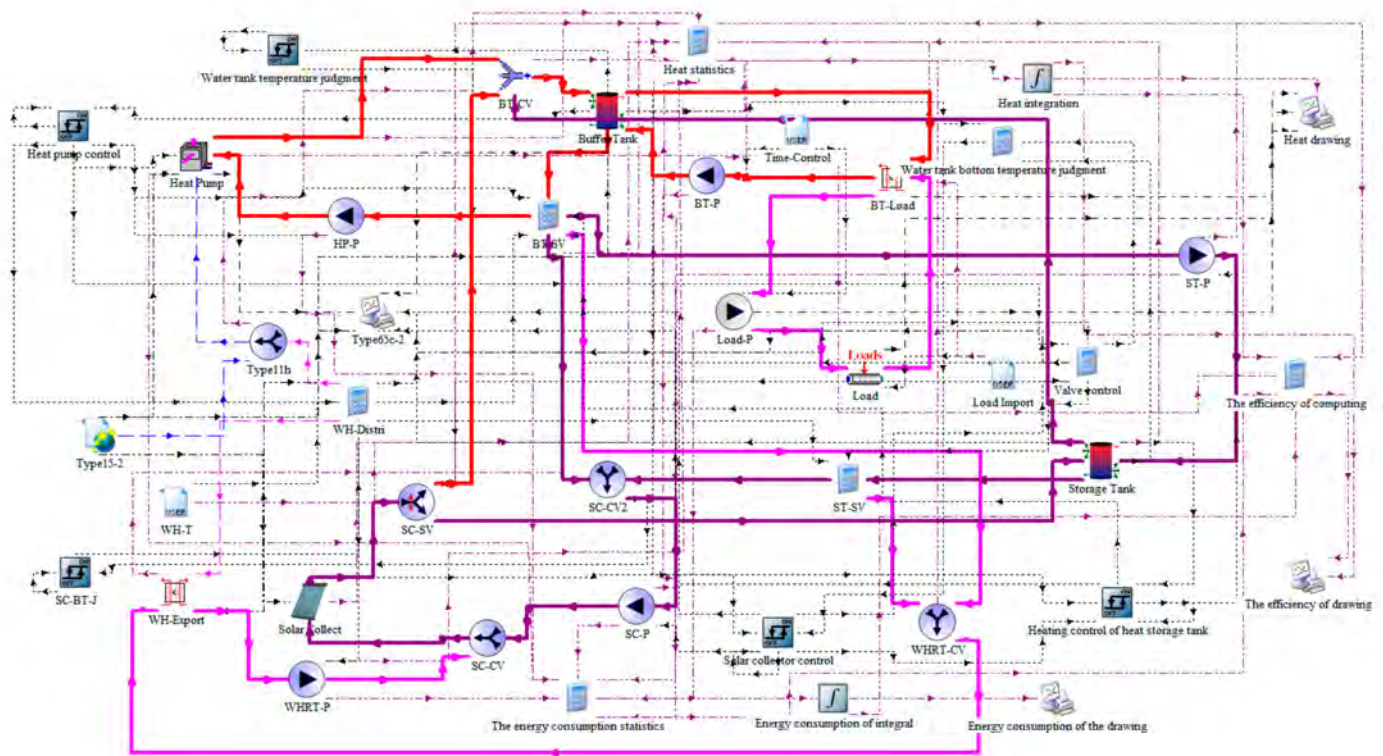 Heat statistics
Water tank temperature judgment
BT-CV
Heat integration
Buffer Tank
Time-Control
Heat drawing
Heat pump control
Water tank bottom temperature judgment
Heat Pump
BT-P
BT-Load
HP-P
BT-SV
ST-P
Type65c-2
Load-P
Loads
Type11h
Load
USER
Load Import
Valve control
The efficiency of computing
WH-Distri
Type15-2
Storage Tank
SC-CV2
ST-SV
USER
WH-T
SC-SV
SC-BT-J
WH-Export
Solar Collect
SC-P
Solar collector control
WHRT-CV
Heating control of heat storage tank
The efficiency of drawing
SC-CV
WHRT-P
The energy consumption statistics
Energy consumption of integral
Energy consumption of the drawing